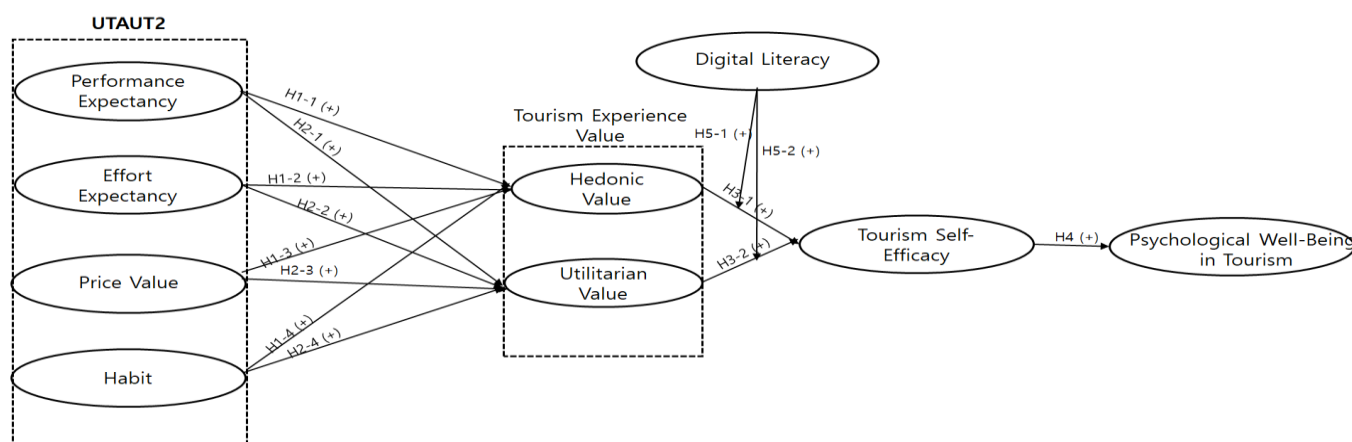 UTAUT2
Performance
Expectancy
Effort
Expectancy
Price Value
Habit
H1-1 (+)
H2-1 (+)
H1-2 (+)
H2-2 (+)
H1-3 (+)
H2-3 (+)
H1-4 (+)
H2-4 (+)
Tourism Experience
Value
Hedonic
Value
Utilitarian
Value
Digital Literacy
H5-1 (+)
H5-2 (+)
H3-1 (+)
H3-2 (+)
Tourism Self-
Efficacy
H4 (+)
Psychological Well-Being
in Tourism